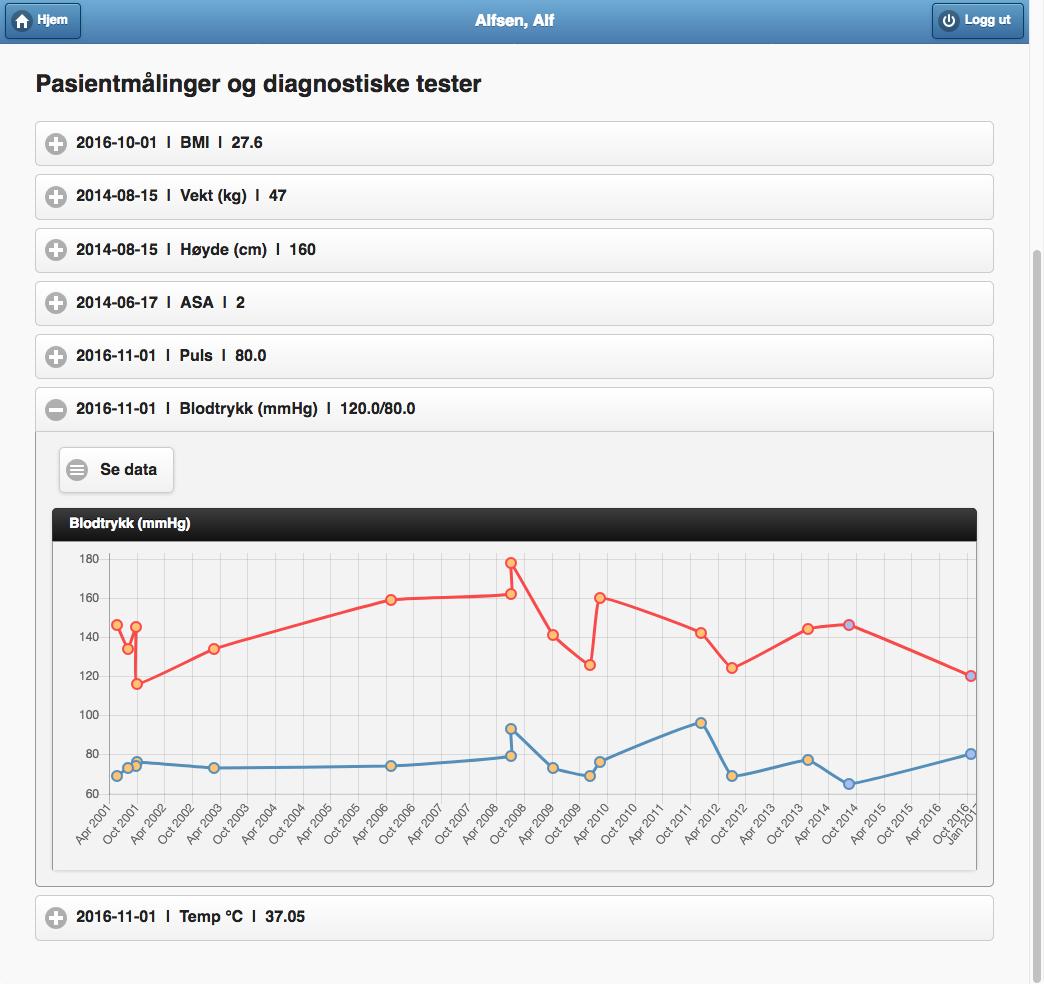 Hjem
Alfsen, Alf
Logg ut
Pasientmålinger og diagnostiske tester
2016-10-01 | BMI | 27.6
2014-08-15 | Vekt (kg) | 47
2014-08-15 | Høyde (cm) | 160
2014-06-17 | ASA | 2
2016-11-01 | Puls | 80.0
2016-11-01 | Blodtrykk (mmHg) | 120.0/80.0
Se data
Blodtrykk (mmHg)
180
160
140
120
100
80
60
Apr 2001
Oct 2001
Apr 2002
Oct 2002
Apr 2003
Oct 2003
Apr 2004
Oct 2004
Apr 2005
Oct 2005
Apr 2006
Oct 2006
Apr 2007
Oct 2007
Apr 2008
Oct 2008
Apr 2009
Oct 2009
Apr 2010
Oct 2010
Apr 2011
Oct 2011
Apr 2012
Oct 2012
Apr 2013
Oct 2013
Apr 2014
Oct 2014
Apr 2015
Oct 2015
Apr 2016
Oct 2016
Jan 201
2016-11-01 | Temp °C | 37.05